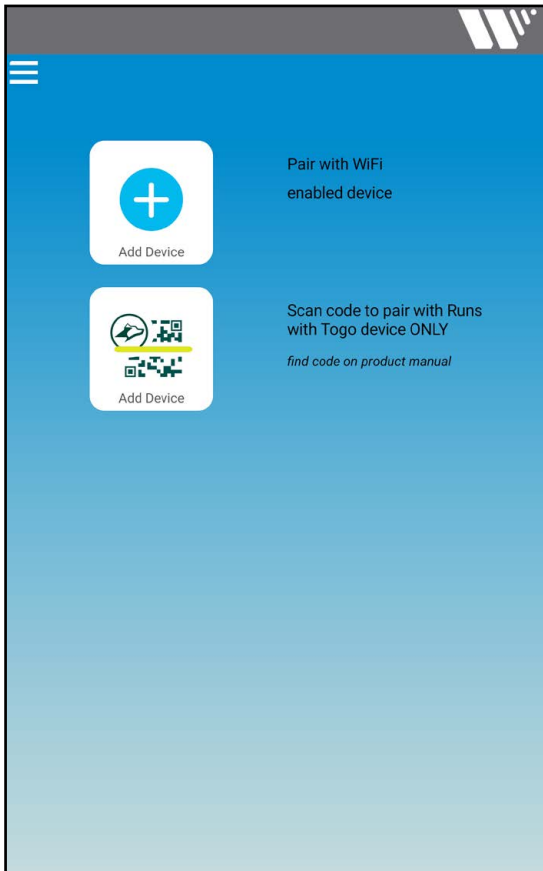 Pair with WiFi
enabled device
Add Device
Scan code to pair with Runs
with Togo device ONLY
find code on product manual
Add Device